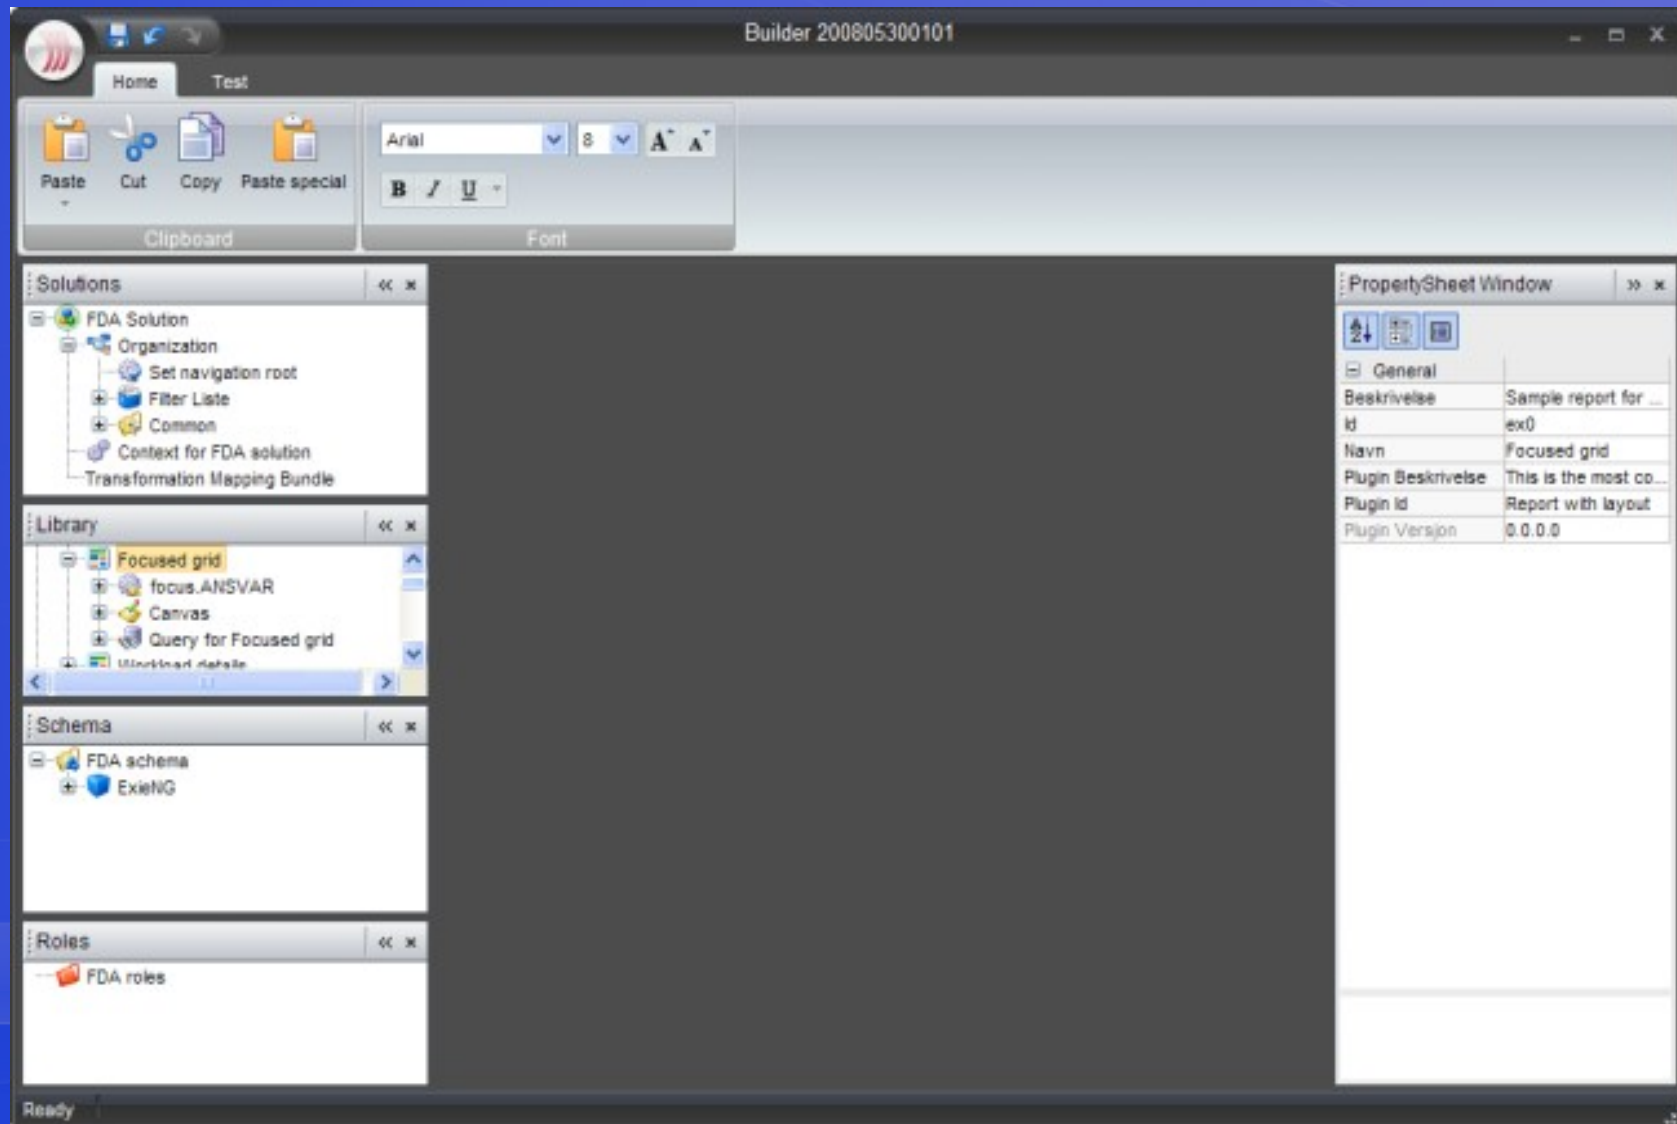 Builder 200805300101
Home Test
Arial 8 A A
Paste Cut Copy Paste special
B I U
Clipboard Font
Solutions
FDA Solution
Organization
Set navigation root
Filter Liste
Common
Context for FDA solution
Transformation Mapping Bundle
Library
Focused grid
focus.ANSVAR
Canvas
Query for Focused grid
Workload details
Schema
FDA schema
ExieNG
Roles
FDA roles
PropertySheet Window
General
Beskrivelse Sample report for ...
Id ex0
Navn Focused grid
Plugin Beskrivelse This is the most co...
Plugin Id Report with layout
Plugin Versjon 0.0.0.0
Ready